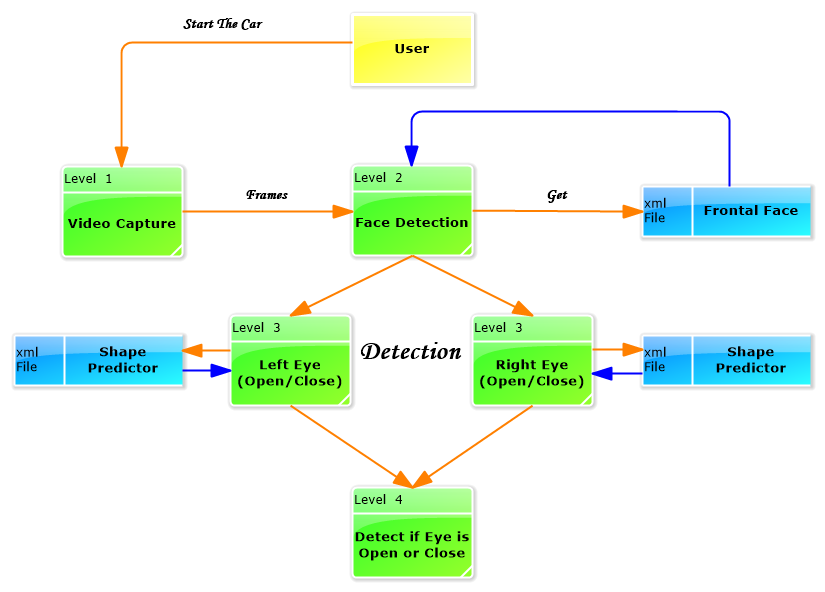 Start The Car
User
Level 1
Video Capture
Frames
Level 2
Face Detection
Get
xml
File
Frontal Face
xml
File
Shape
Predictor
Level 3
Left Eye
(Open/Close)
Detection
Level 3
Right Eye
(Open/Close)
xml
File
Shape
Predictor
Level 4
Detect if Eye is
Open or Close